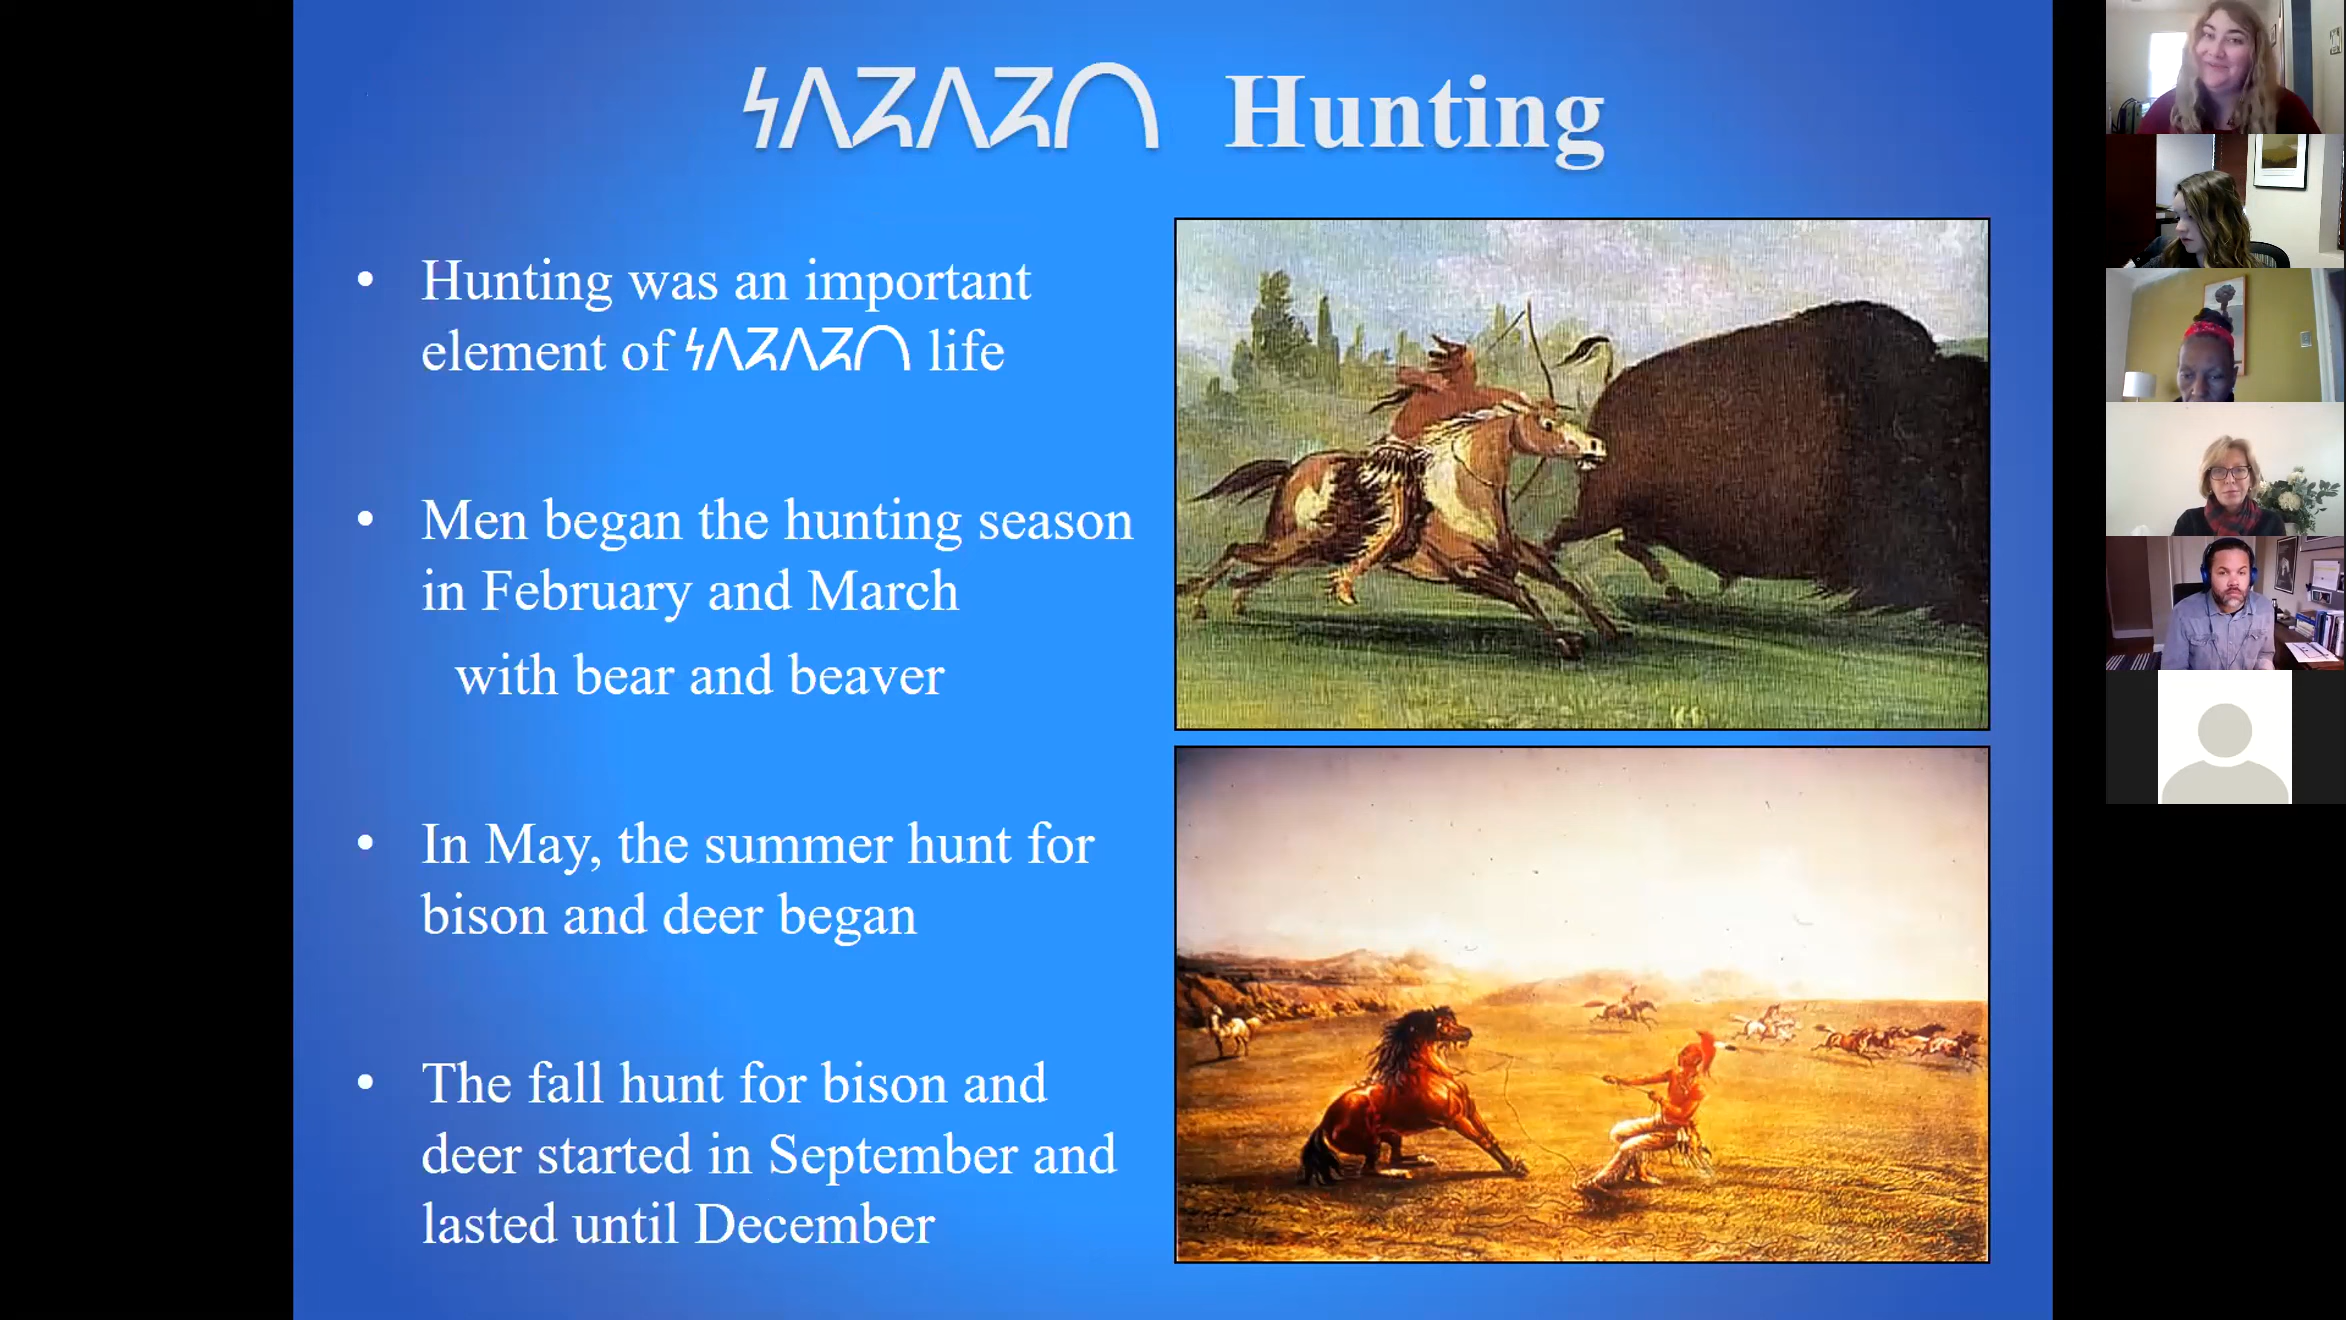 𐓏𐒰𐓓𐒰𐓓𐒷 Hunting
• Hunting was an important
element of 𐓏𐒰𐓓𐒰𐓓𐒷 life
• Men began the hunting season
in February and March
with bear and beaver
• In May, the summer hunt for
bison and deer began
• The fall hunt for bison and
deer started in September and
lasted until December